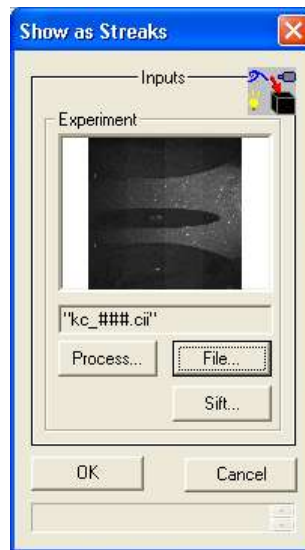 Show as Streaks
Inputs
Experiment
"kc_###.cii"
Process... File...
Sift...
OK Cancel